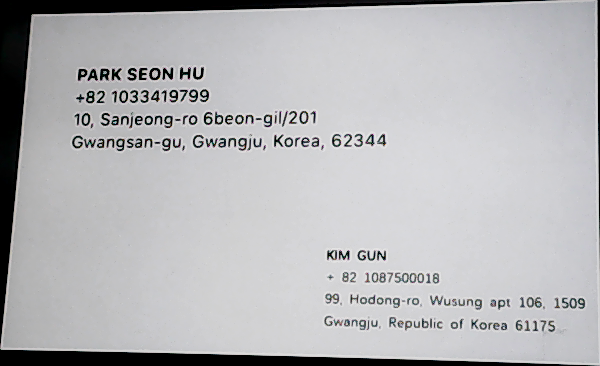 PARK SEON HU
+82 1033419799
10, Sanjeong-ro 6beon-gil/201
Gwangsan-gu, Gwangju, Korea, 62344
KIM GUN
+ 82 1087500018
99, Hodong-ro, Wusung apt 106, 1509
Gwangju, Republic of Korea 61175